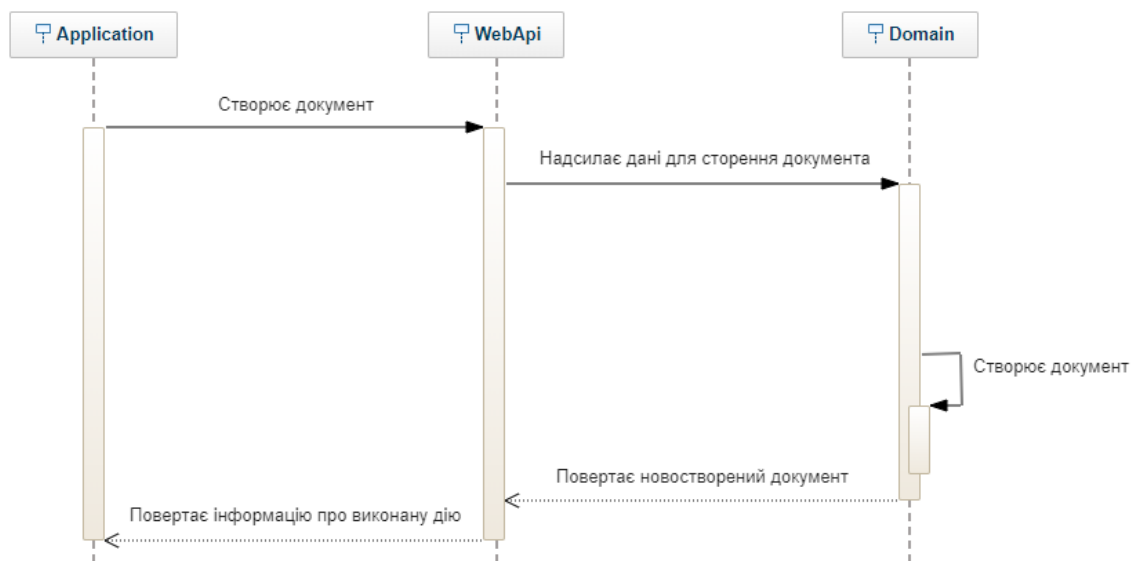 Application
WebApi
Domain
Створює документ
Надсилає дані для сторення документа
Створює документ
Повертає новостворений документ
Повертає інформацію про виконану дію